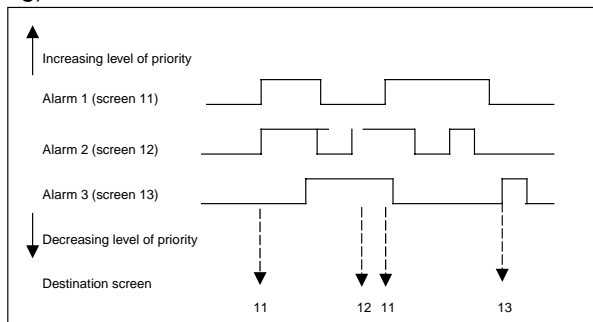 g)
Increasing level of priority
Alarm 1 (screen 11)
Alarm 2 (screen 12)
Alarm 3 (screen 13)
Decreasing level of priority
Destination screen
11 12 11 13